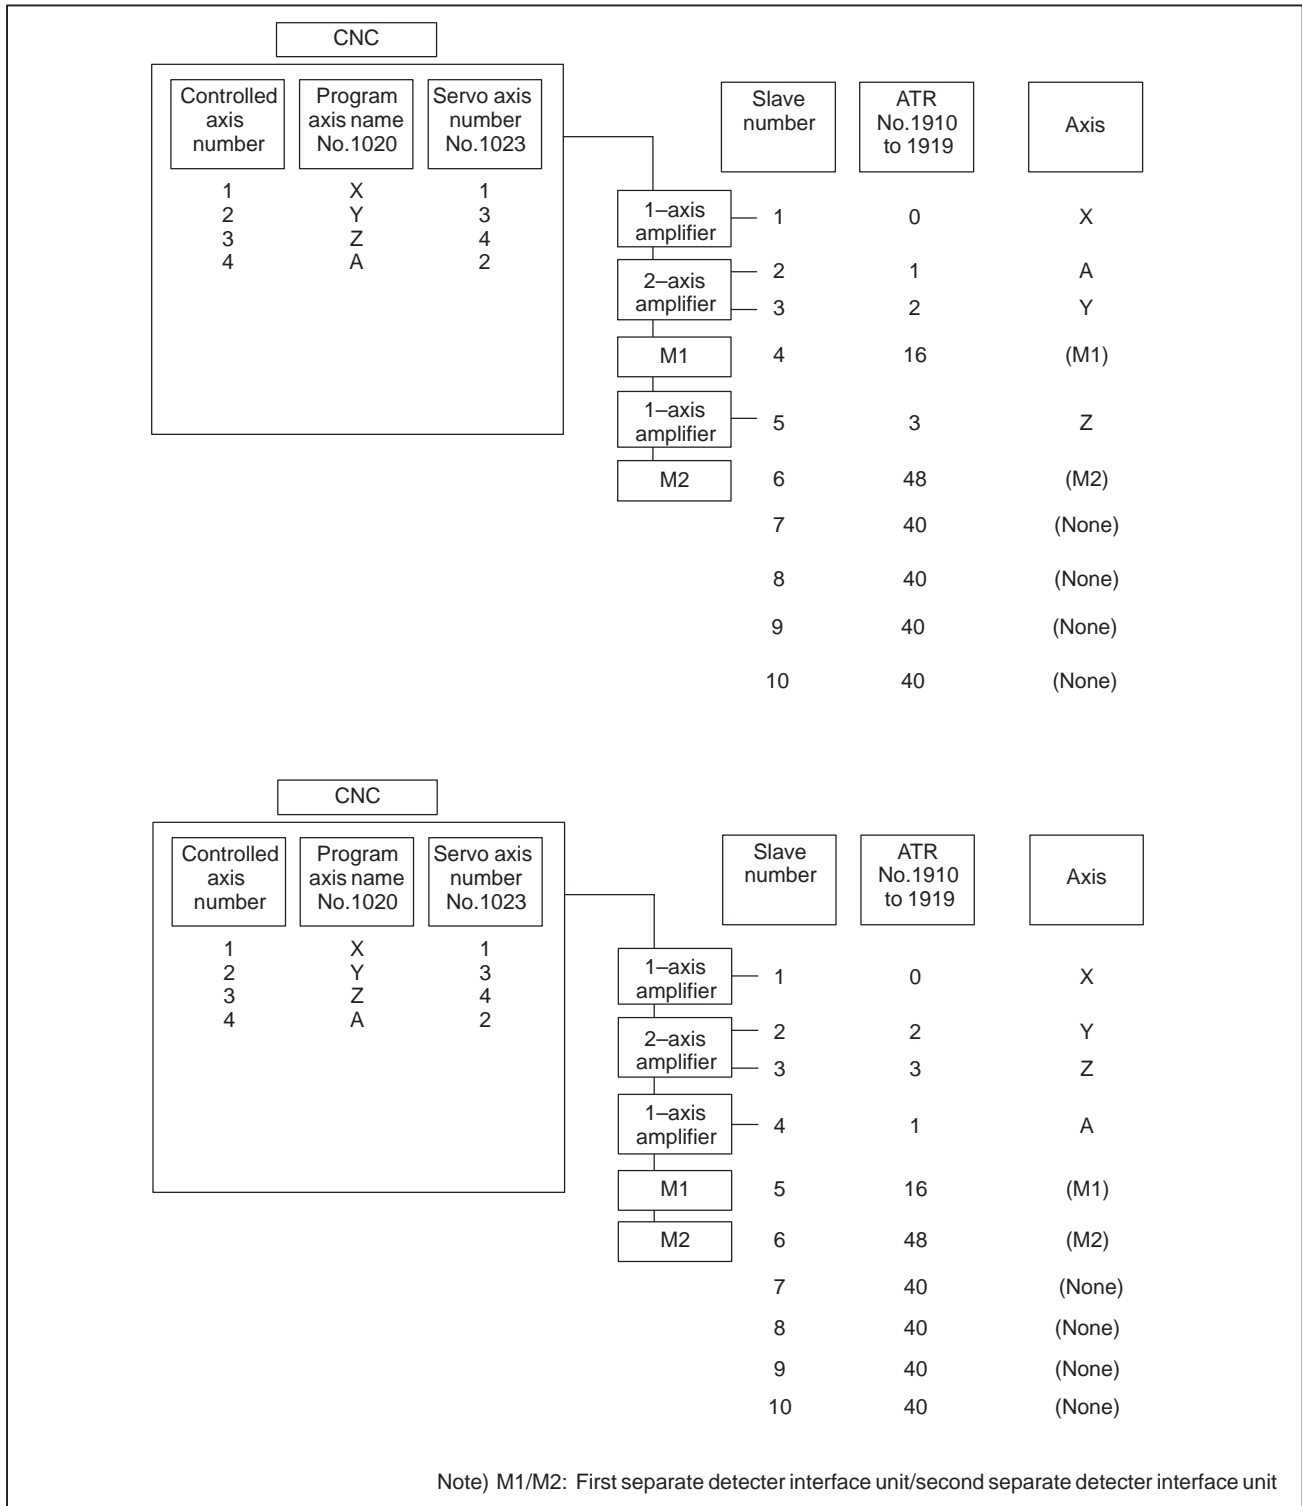 CNC
Controlled axis number
Program axis name No.1020
Servo axis number No.1023
1 X 1
2 Y 3
3 Z 4
4 A 2
Slave number
ATR No.1910 to 1919
Axis
1–axis amplifier
1 0 X
2–axis amplifier
2 1 A
3 2 Y
M1
4 16 (M1)
1–axis amplifier
5 3 Z
M2
6 48 (M2)
7 40 (None)
8 40 (None)
9 40 (None)
10 40 (None)
CNC
Controlled axis number
Program axis name No.1020
Servo axis number No.1023
1 X 1
2 Y 3
3 Z 4
4 A 2
Slave number
ATR No.1910 to 1919
Axis
1–axis amplifier
1 0 X
2–axis amplifier
2 2 Y
3 3 Z
1–axis amplifier
4 1 A
M1
5 16 (M1)
M2
6 48 (M2)
7 40 (None)
8 40 (None)
9 40 (None)
10 40 (None)
Note) M1/M2: First separate detecter interface unit/second separate detecter interface unit